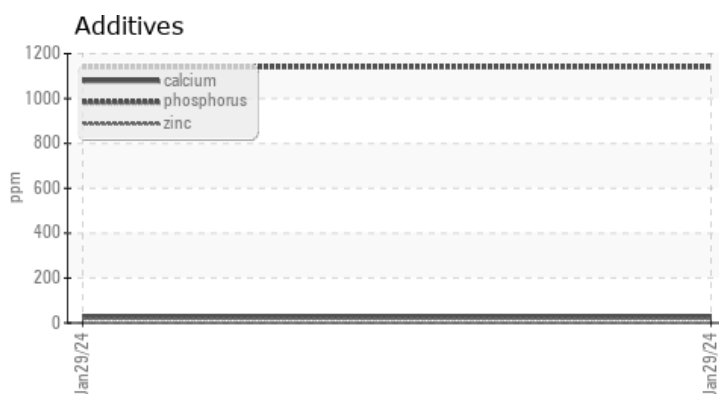 Additives
1200
1000
800
600
400
200
0
ppm
calcium
phosphorus
zinc
Jan29/24
Jan29/24